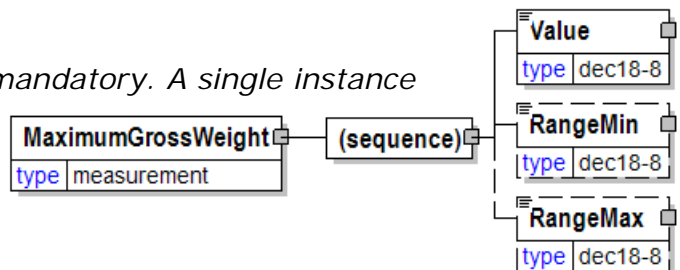 Value
type dec18-8
mandatory. A single instance
RangeMin
MaximumGrossWeight
(sequence)
type dec18-8
type measurement
RangeMax
type dec18-8